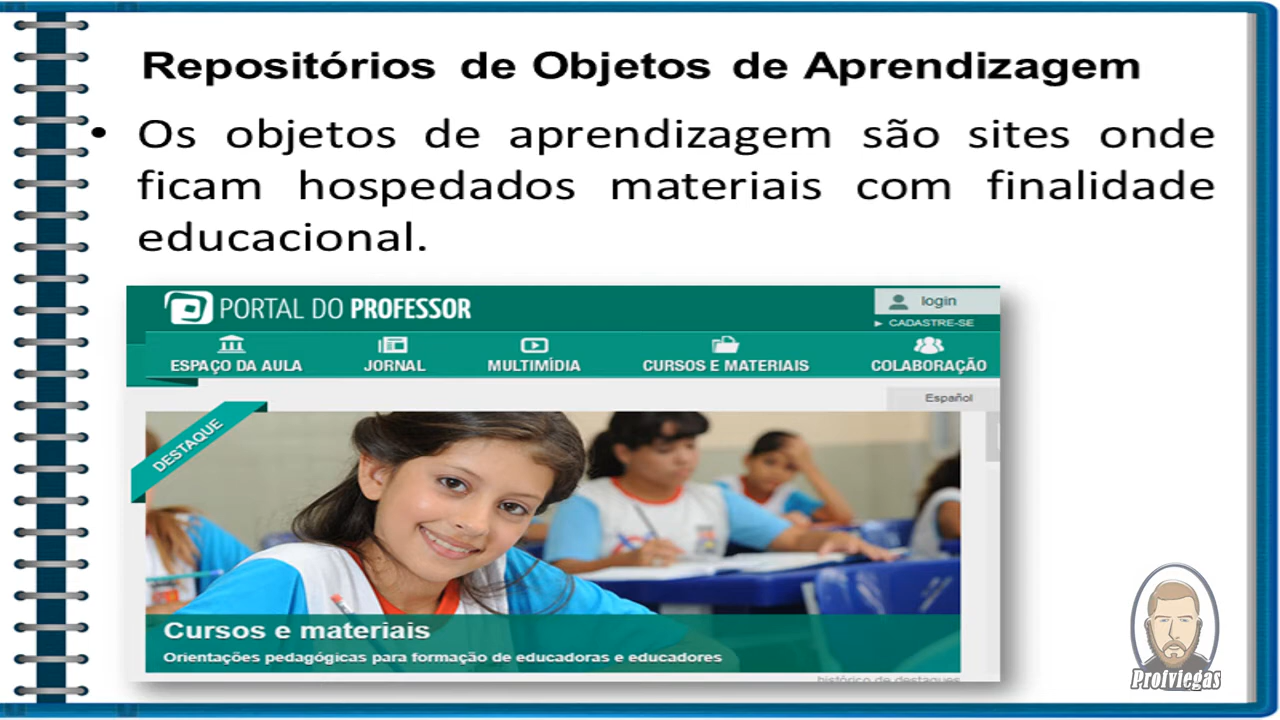 Repositórios de Objetos de Aprendizagem
• Os objetos de aprendizagem são sites onde
ficam hospedados materiais com finalidade
educacional.
PORTAL DO PROFESSOR
login
► CADASTRE-SE
ESPAÇO DA AULA JORNAL MULTIMÍDIA CURSOS E MATERIAIS COLABORAÇÃO
Español
DESTAQUE
Cursos e materiais
Orientações pedagógicas para formação de educadoras e educadores
histórico de destaques
Profviegas